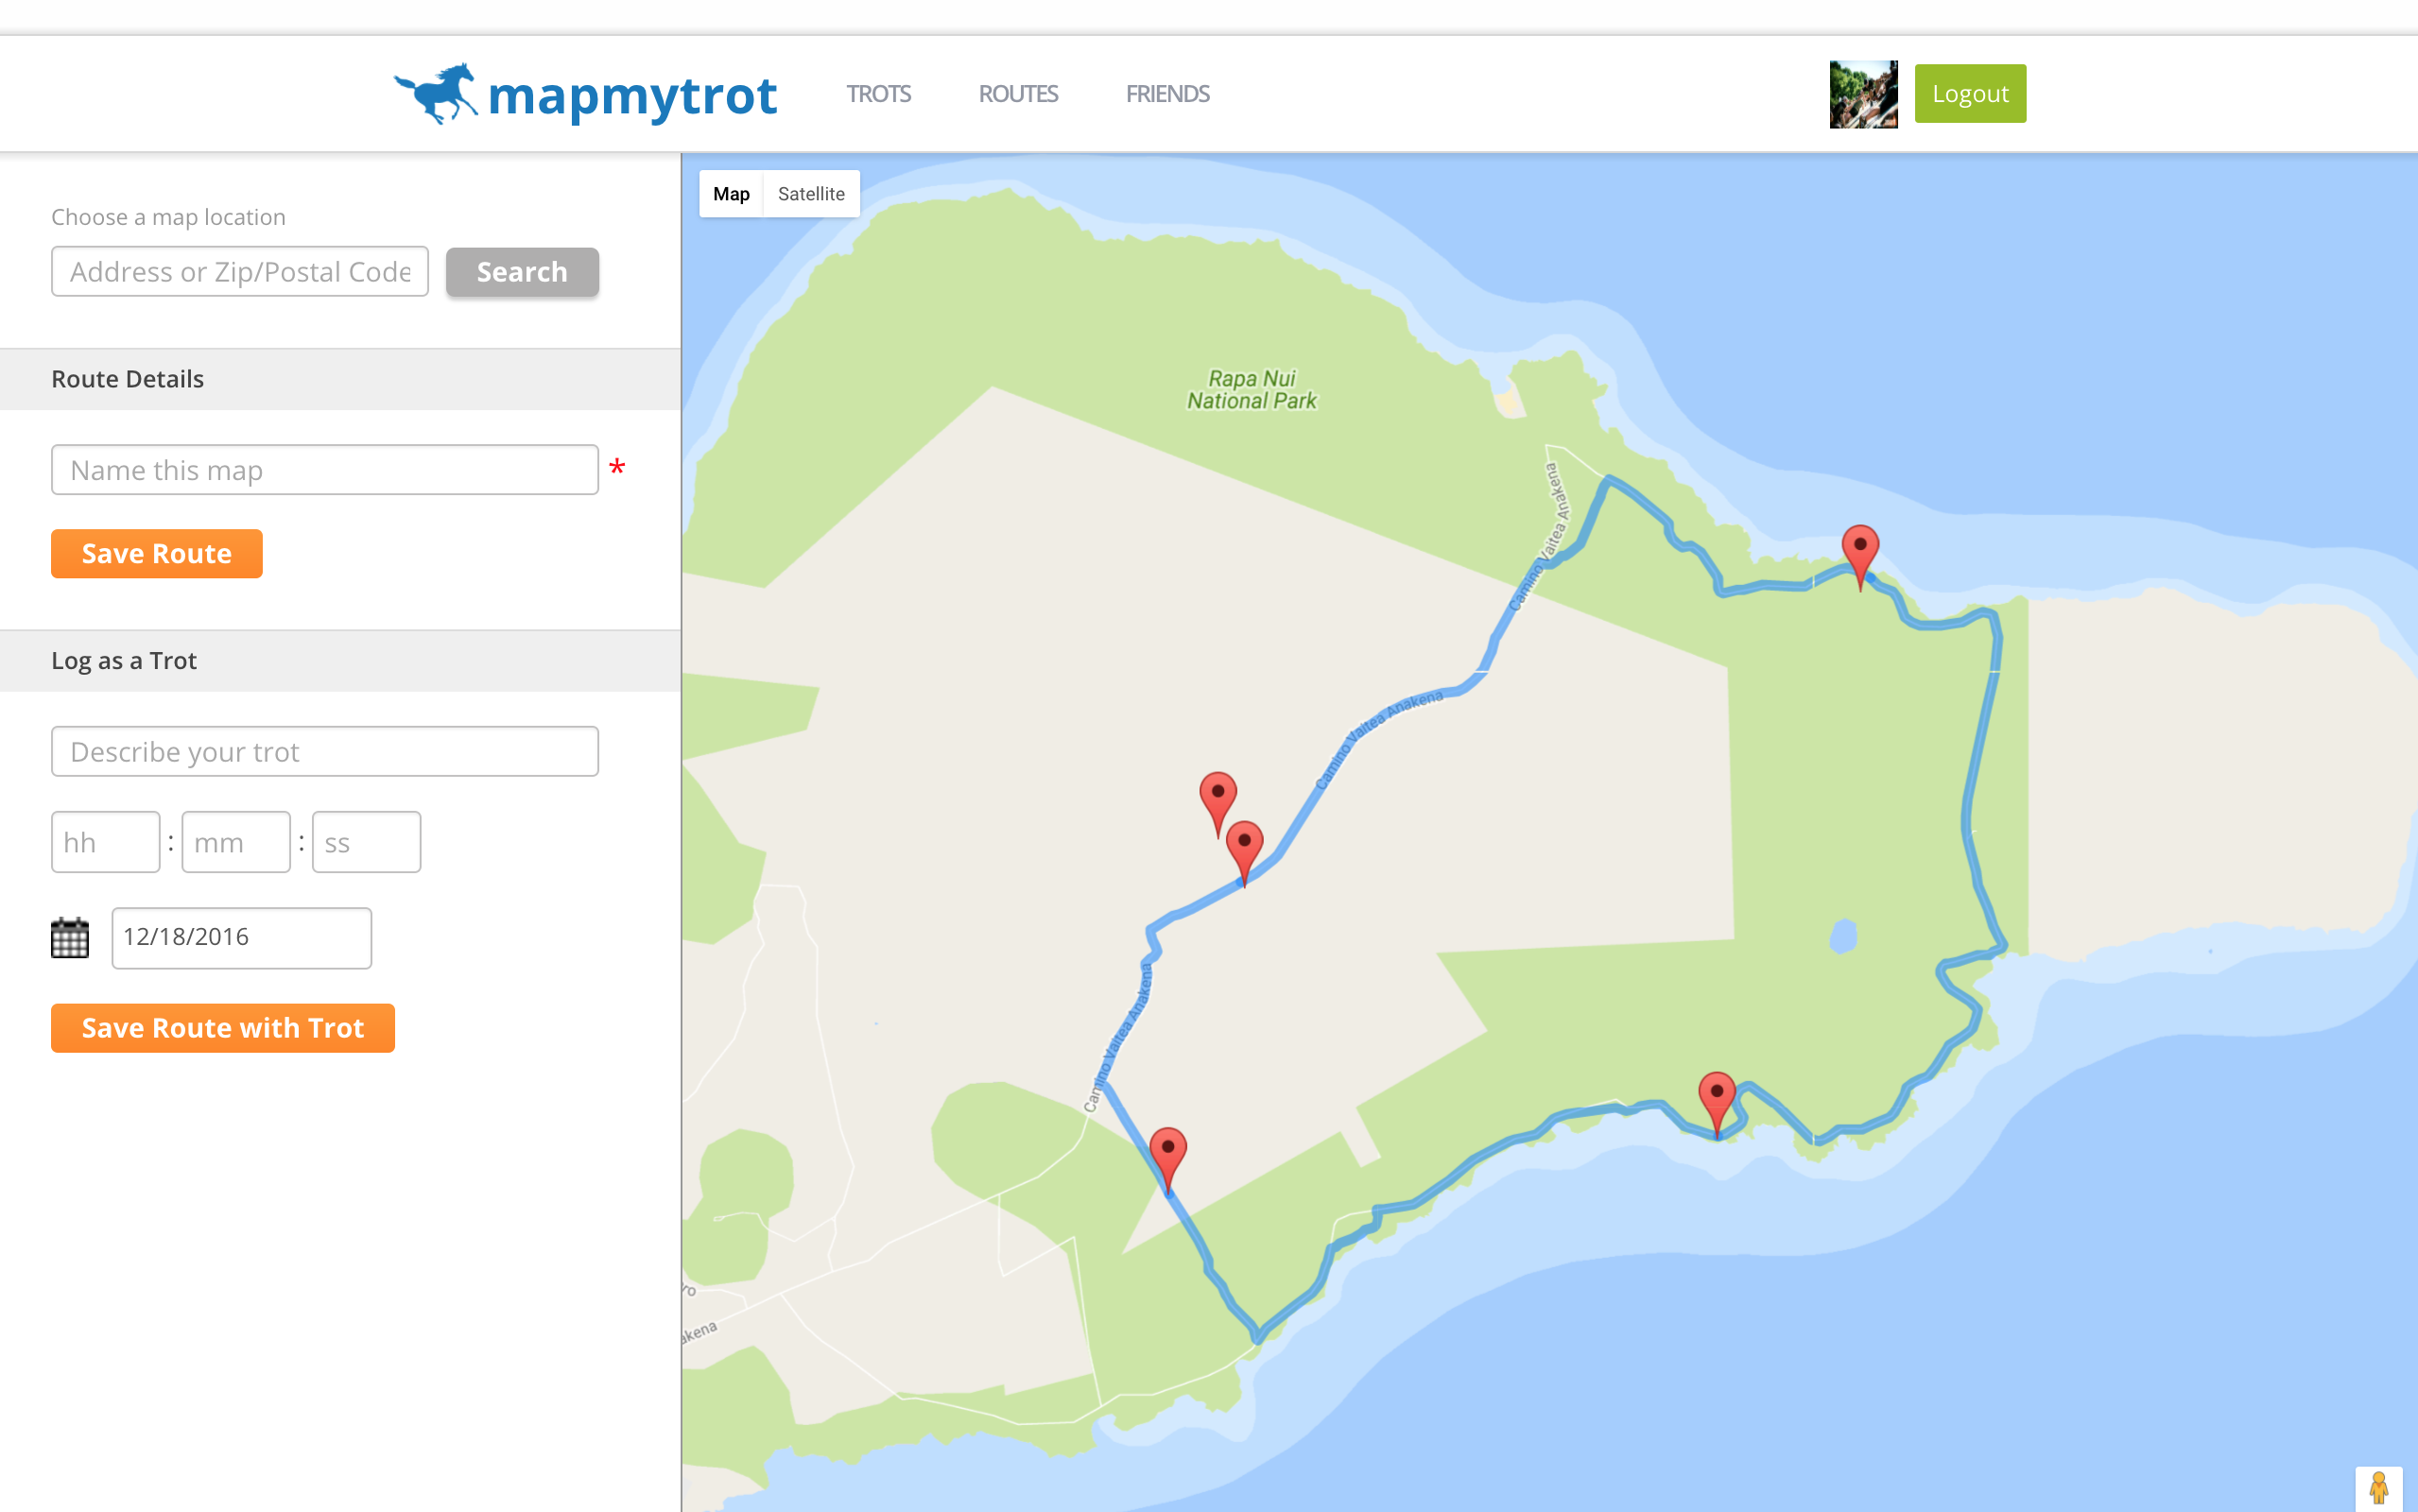 mapmytrot
TROTS
ROUTES
FRIENDS
Logout
Choose a map location
Address or Zip/Postal Code
Search
Route Details
Name this map
*
Save Route
Log as a Trot
Describe your trot
hh : mm : ss
12/18/2016
Save Route with Trot
Map
Satellite
Rapa Nui
National Park
Camino Vaitea Anakena
Camino Vaitea Anakena
Camino Vaitea Anakena
ro
akena